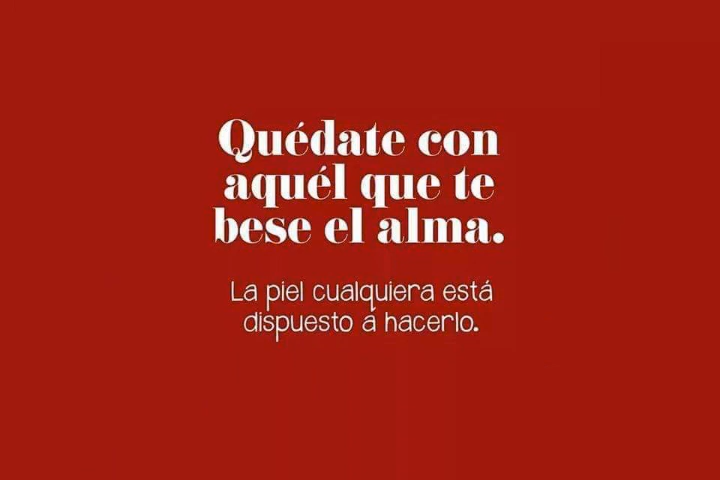 Quédate con
aquél que te
bese el alma.
La piel cualquiera está
dispuesto á hacerlo.